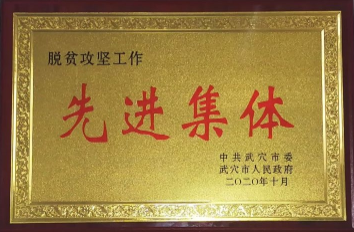 脱贫攻坚工作
先进集体
中共武穴市委
武穴市人民政府
二〇二〇年十月